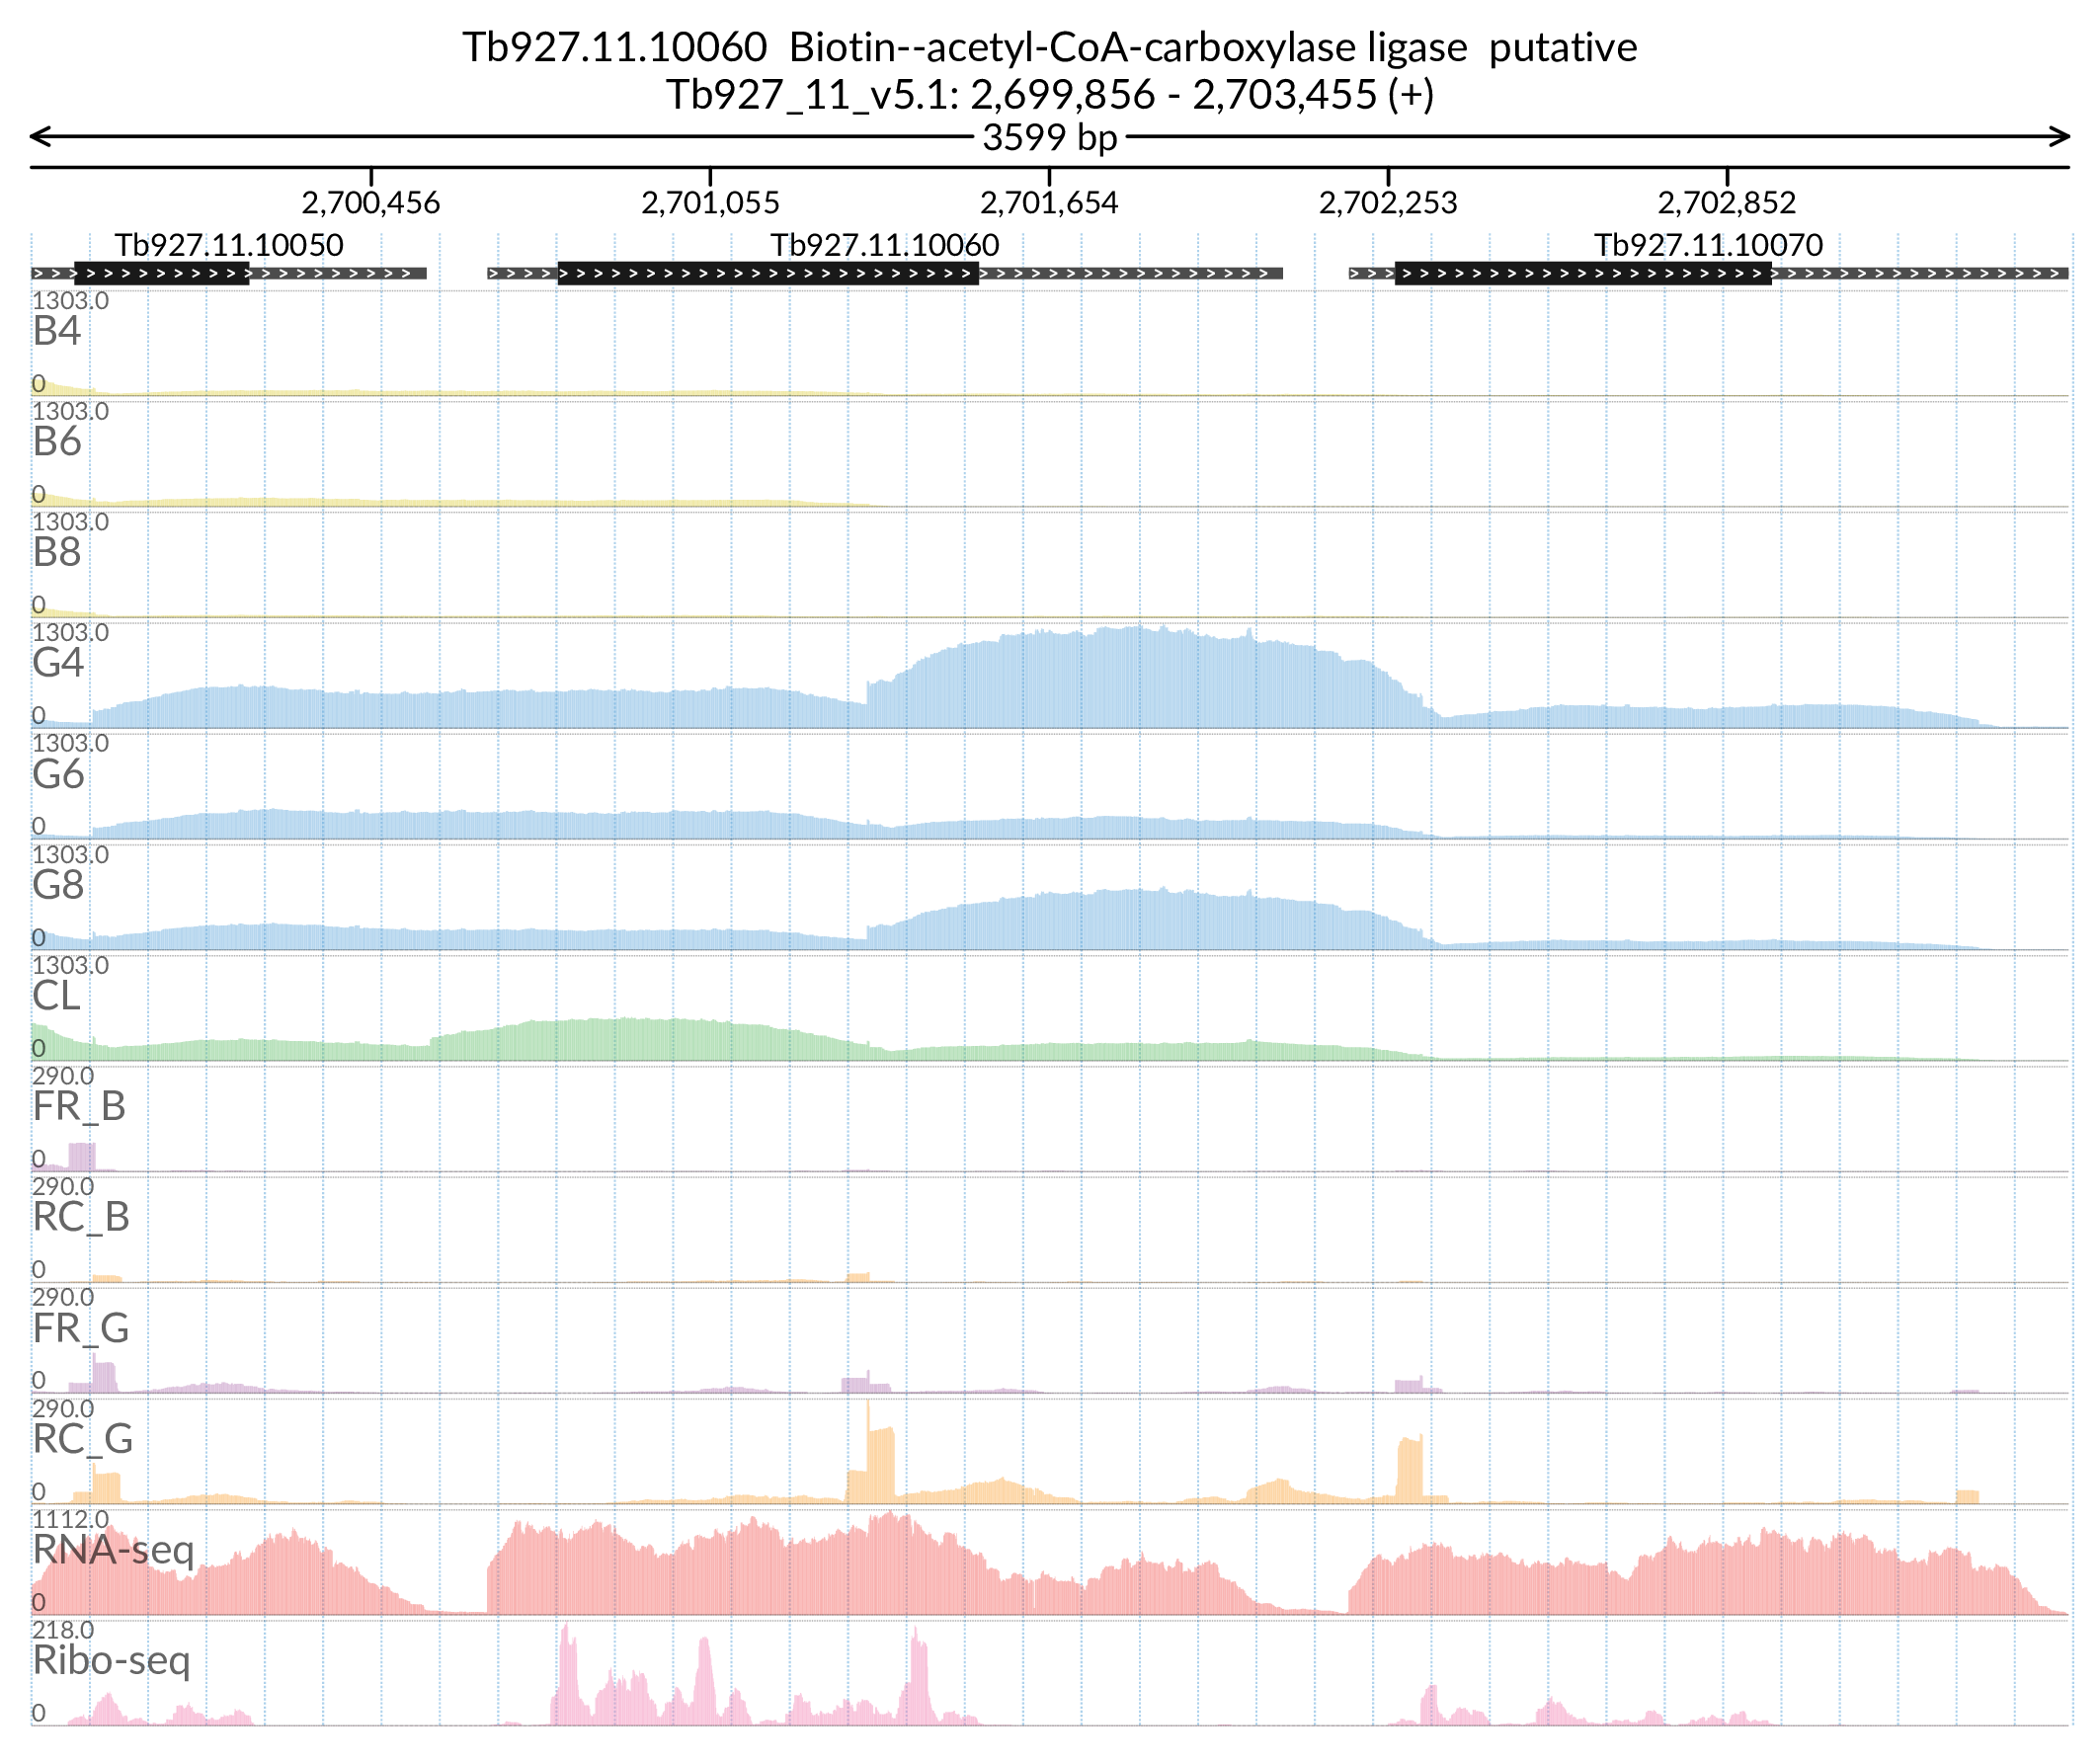 Tb927.11.10060  Biotin--acetyl-CoA-carboxylase ligase  putative
Tb927_11_v5.1: 2,699,856 - 2,703,455 (+)
3599 bp
2,700,456 2,701,055 2,701,654 2,702,253 2,702,852
Tb927.11.10050 Tb927.11.10060 Tb927.11.10070
1303.0
B4
0
1303.0
B6
0
1303.0
B8
0
1303.0
G4
0
1303.0
G6
0
1303.0
G8
0
1303.0
CL
0
290.0
FR_B
0
290.0
RC_B
0
290.0
FR_G
0
290.0
RC_G
0
1112.0
RNA-seq
0
218.0
Ribo-seq
0